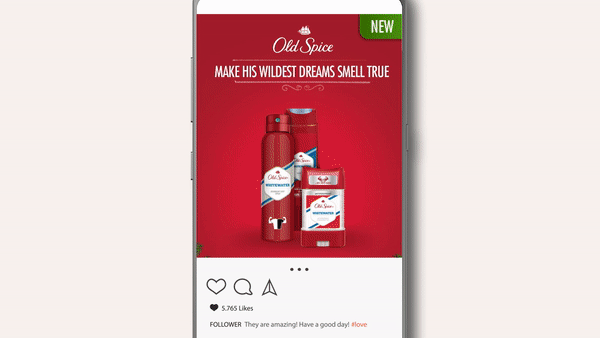 NEW
Old Spice
MAKE HIS WILDEST DREAMS SMELL TRUE
Old Spice
WHITEWATER
Old Spice
WHITEWATER
5.765 Likes
FOLLOWER They are amazing! Have a good day! #love